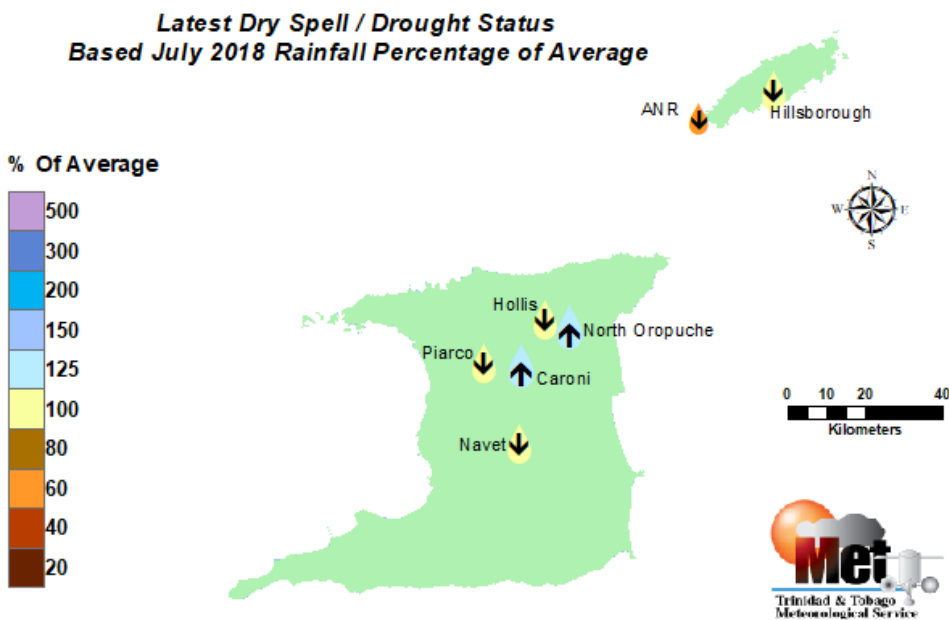 Latest Dry Spell / Drought Status
Based July 2018 Rainfall Percentage of Average
ANR
Hillsborough
% Of Average
500
300
200
150
125
100
80
60
40
20
N
W
E
S
Hollis
North Oropuche
Piarco
Caroni
Navet
0 10 20 40
Kilometers
Met
Trinidad & Tobago
Meteorological Service